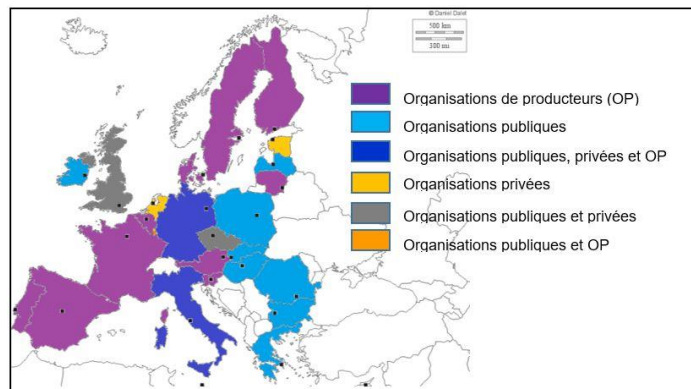 © Daniel Dalet
500 km
300 mi
Organisations de producteurs (OP)
Organisations publiques
Organisations publiques, privées et OP
Organisations privées
Organisations publiques et privées
Organisations publiques et OP